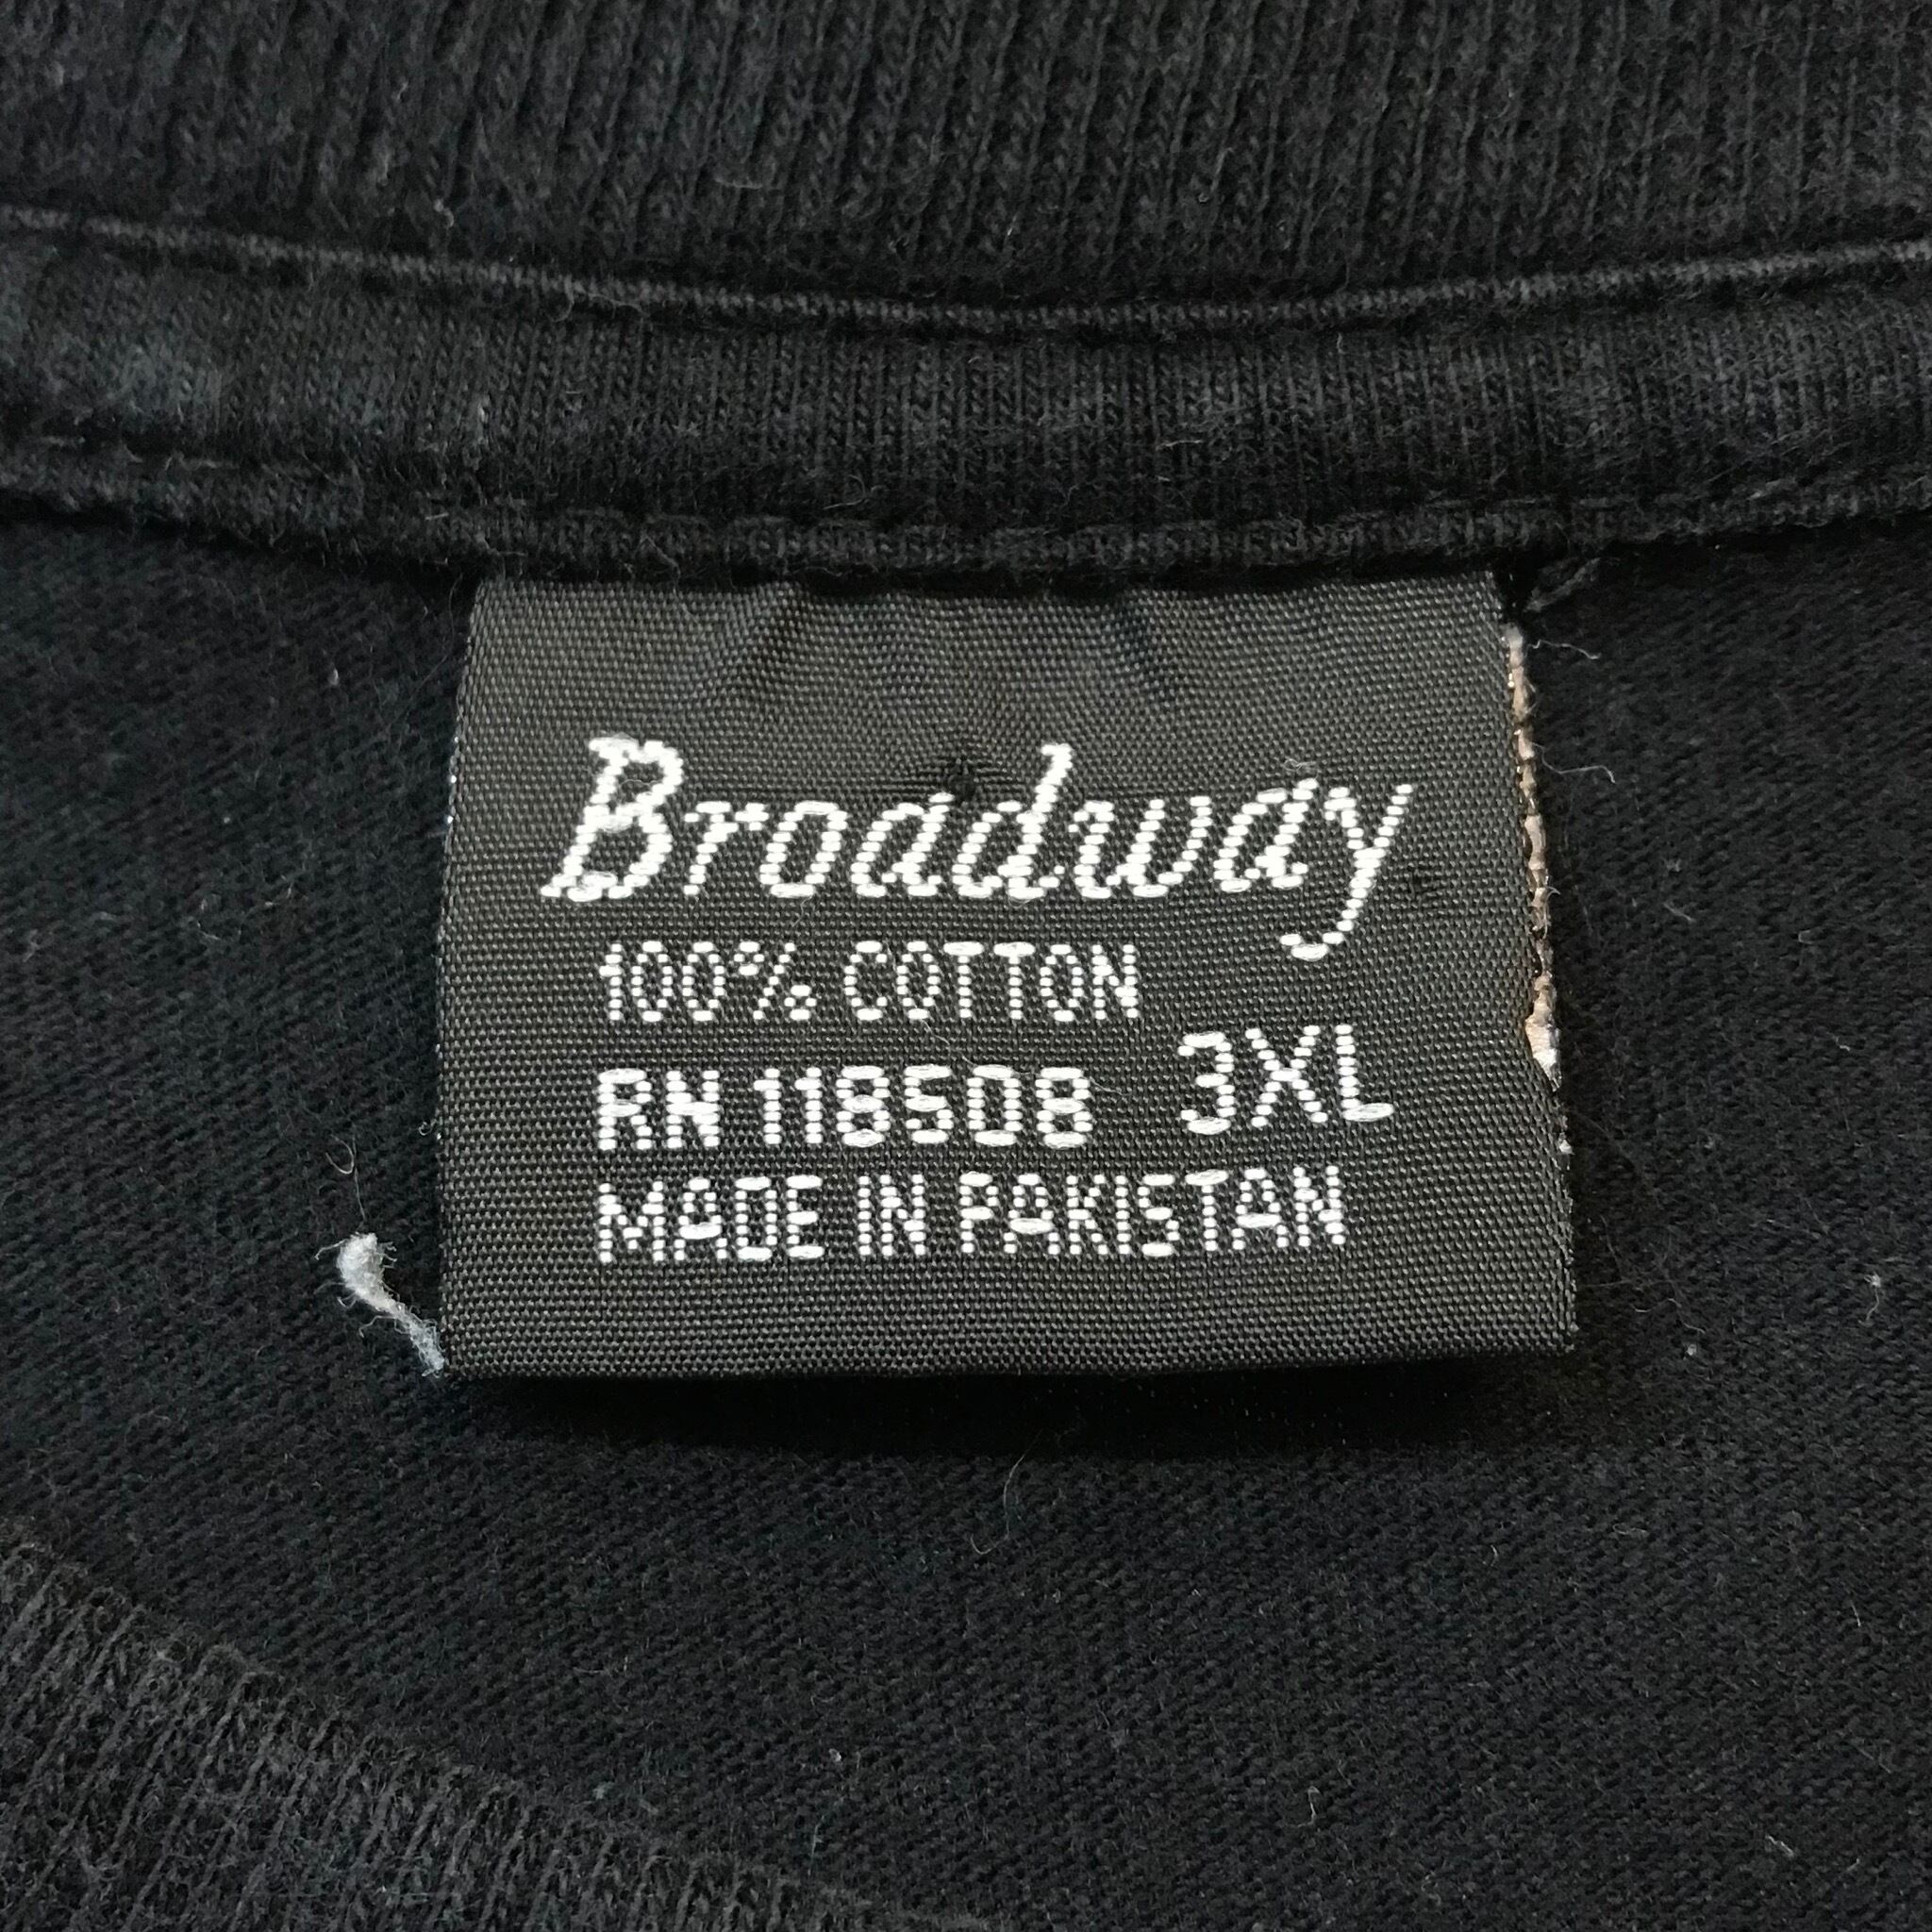 Broadway
100% COTTON
RN 118508 3XL
MADE IN PAKISTAN